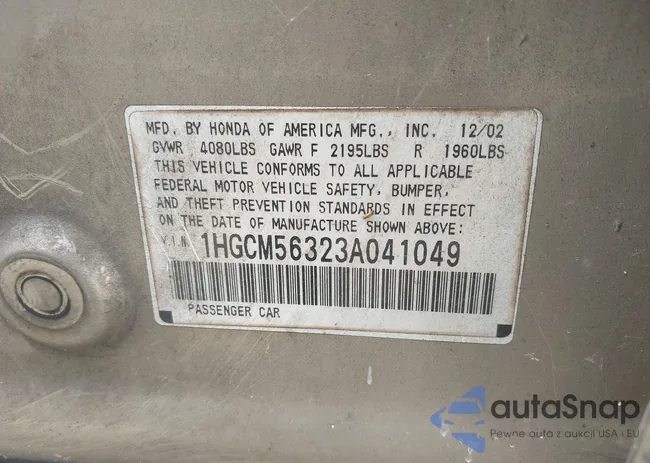 MFD. BY HONDA OF AMERICA MFG., INC. 12/02
GVWR 4080LBS GAWR F 2195LBS R 1960LBS
THIS VEHICLE CONFORMS TO ALL APPLICABLE
FEDERAL MOTOR VEHICLE SAFETY, BUMPER,
AND THEFT PREVENTION STANDARDS IN EFFECT
ON THE DATE OF MANUFACTURE SHOWN ABOVE:
V.I.N. 1HGCM56323A041049
PASSENGER CAR
autaSnap
Pewne auta z aukcji USA i EU